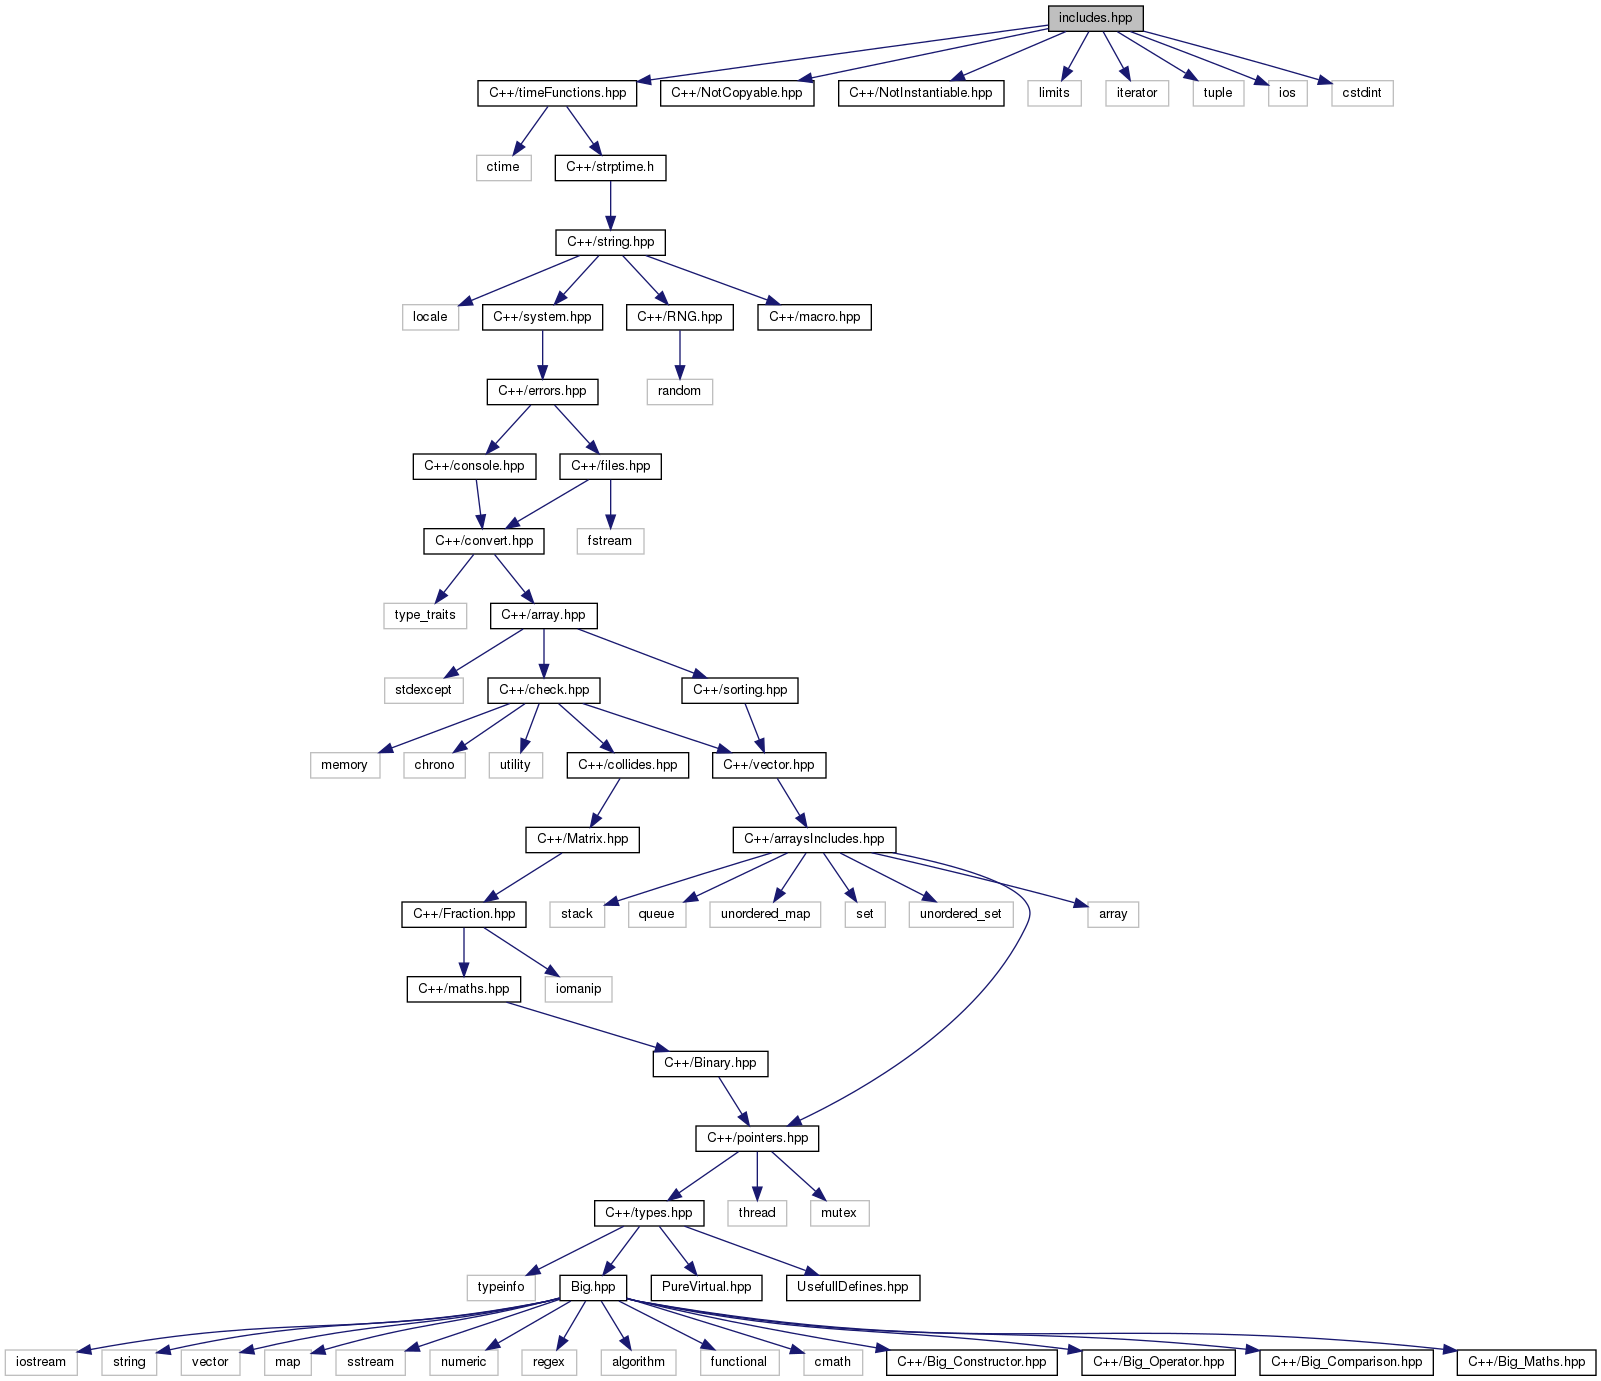 includes.hpp
C++/timeFunctions.hpp
C++/NotCopyable.hpp
C++/NotInstantiable.hpp
limits
iterator
tuple
ios
cstdint
ctime
C++/strptime.h
C++/string.hpp
locale
C++/system.hpp
C++/RNG.hpp
C++/macro.hpp
C++/errors.hpp
random
C++/console.hpp
C++/files.hpp
C++/convert.hpp
fstream
type_traits
C++/array.hpp
stdexcept
C++/check.hpp
C++/sorting.hpp
memory
chrono
utility
C++/collides.hpp
C++/vector.hpp
C++/Matrix.hpp
C++/arraysIncludes.hpp
C++/Fraction.hpp
stack
queue
unordered_map
set
unordered_set
array
C++/maths.hpp
iomanip
C++/Binary.hpp
C++/pointers.hpp
C++/types.hpp
thread
mutex
typeinfo
Big.hpp
PureVirtual.hpp
UsefullDefines.hpp
iostream
string
vector
map
sstream
numeric
regex
algorithm
functional
cmath
C++/Big_Constructor.hpp
C++/Big_Operator.hpp
C++/Big_Comparison.hpp
C++/Big_Maths.hpp